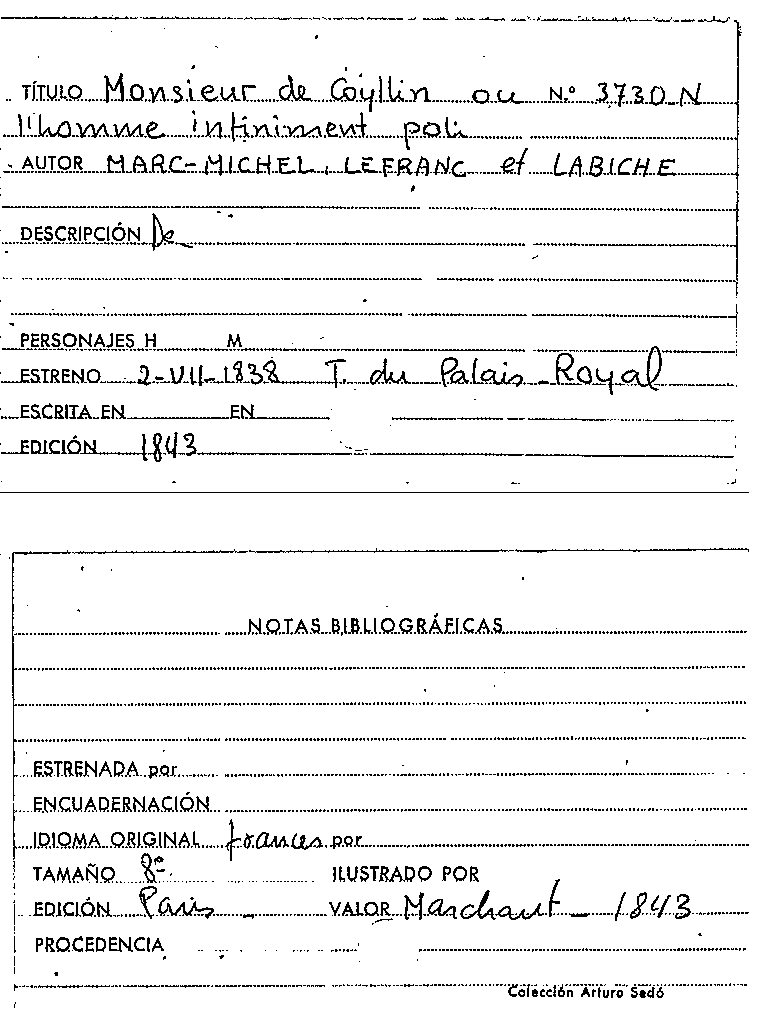 TÍTULO Monsieur de Coyllin ou N.º 3730 N
l'homme infiniment poli
AUTOR MARC-MICHEL, LEFRANC et LABICHE
DESCRIPCIÓN De
PERSONAJES H M
ESTRENO 2-VII-1838 T. du Palais-Royal
ESCRITA EN EN
EDICIÓN 1843
NOTAS BIBLIOGRÁFICAS
ESTRENADA por
ENCUADERNACIÓN
IDIOMA ORIGINAL frances por
TAMAÑO 8º ILUSTRADO POR
EDICIÓN Paris - VALOR Marchant - 1843
PROCEDENCIA
Colección Arturo Sedó